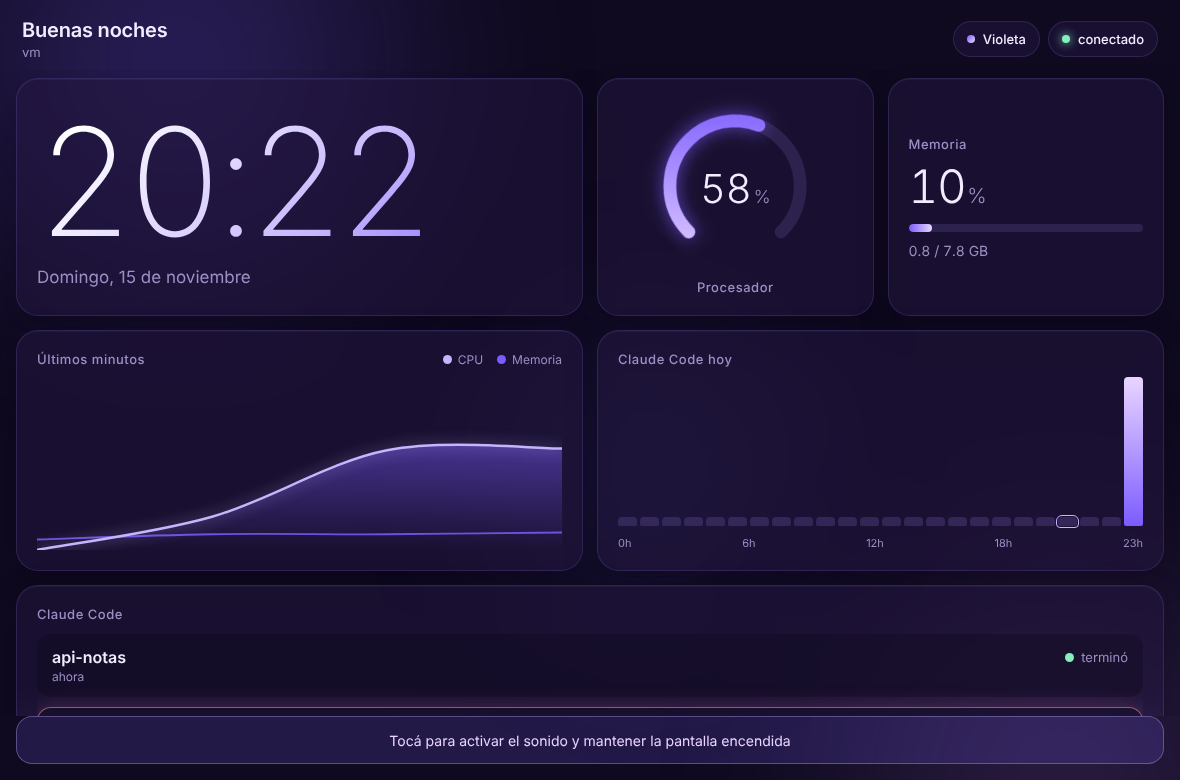 Buenas noches
vm
Violeta
conectado
20:22
Domingo, 15 de noviembre
58 %
Procesador
Memoria
10%
0.8 / 7.8 GB
Últimos minutos
CPU
Memoria
Claude Code hoy
0h
6h
12h
18h
23h
Claude Code
api-notas
ahora
terminó
Tocá para activar el sonido y mantener la pantalla encendida